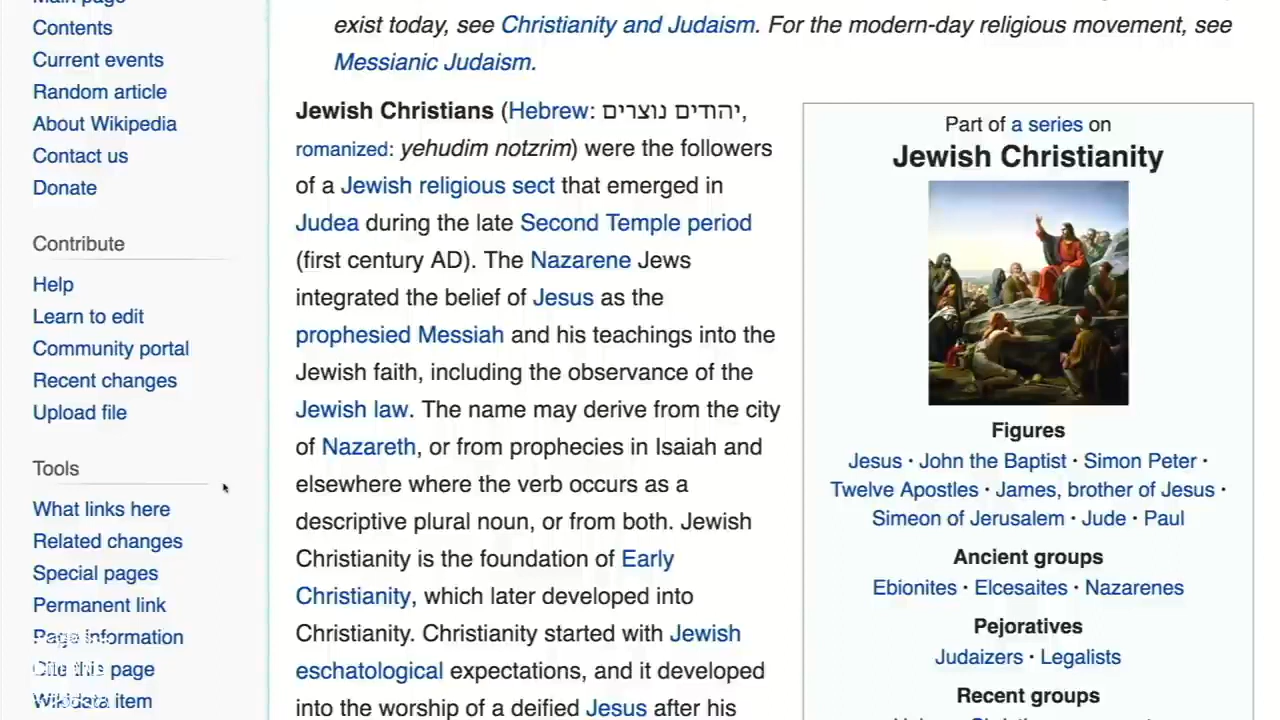 Contents
Current events
Random article
About Wikipedia
Contact us
Donate
Contribute
Help
Learn to edit
Community portal
Recent changes
Upload file
Tools
What links here
Related changes
Special pages
Permanent link
Page information
Cite this page
Wikidata item
exist today, see Christianity and Judaism. For the modern-day religious movement, see
Messianic Judaism.
Jewish Christians (Hebrew: יהודים נוצרים,
romanized: yehudim notzrim) were the followers
of a Jewish religious sect that emerged in
Judea during the late Second Temple period
(first century AD). The Nazarene Jews
integrated the belief of Jesus as the
prophesied Messiah and his teachings into the
Jewish faith, including the observance of the
Jewish law. The name may derive from the city
of Nazareth, or from prophecies in Isaiah and
elsewhere where the verb occurs as a
descriptive plural noun, or from both. Jewish
Christianity is the foundation of Early
Christianity, which later developed into
Christianity. Christianity started with Jewish
eschatological expectations, and it developed
into the worship of a deified Jesus after his
Part of a series on
Jewish Christianity
Figures
Jesus · John the Baptist · Simon Peter ·
Twelve Apostles · James, brother of Jesus ·
Simeon of Jerusalem · Jude · Paul
Ancient groups
Ebionites · Elcesaites · Nazarenes
Pejoratives
Judaizers · Legalists
Recent groups